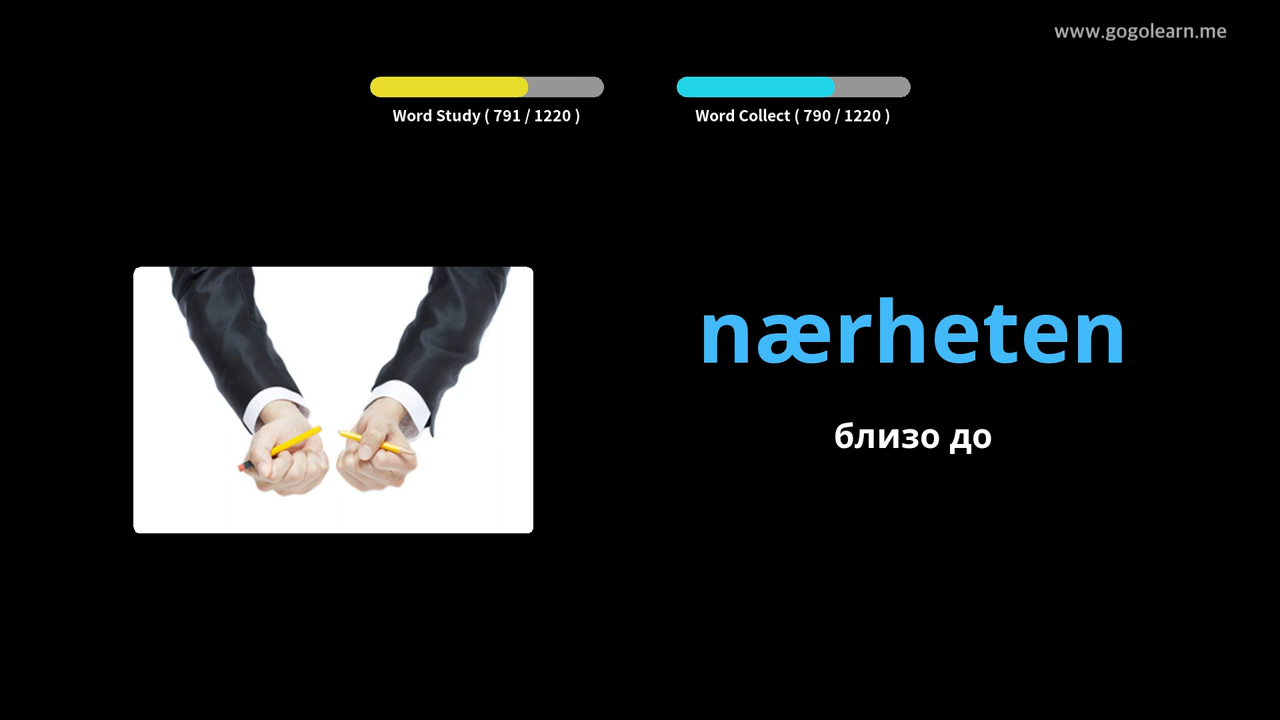 www.gogolearn.me
Word Study ( 791 / 1220 )
Word Collect ( 790 / 1220 )
nærheten
близо до